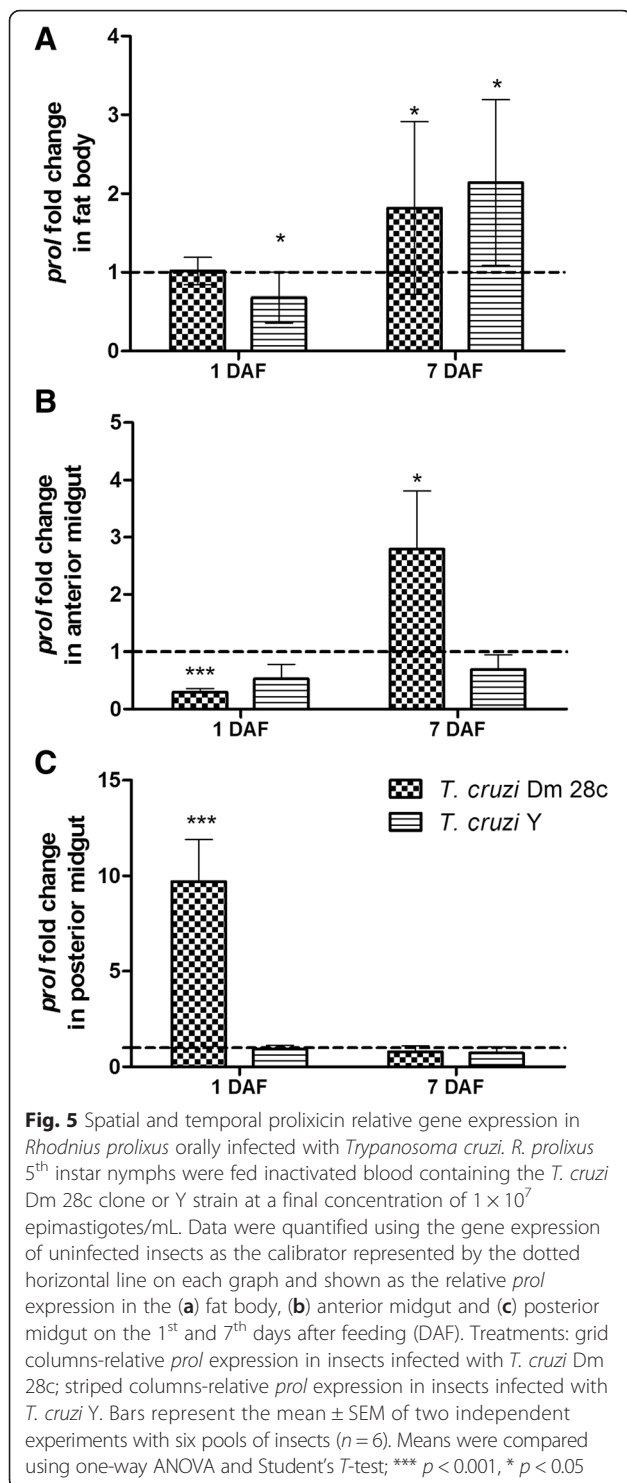 A
prol fold change
in fat body
4
3
2
1
0
*
*
*
1 DAF
7 DAF
B
prol fold change
in anterior midgut
5
4
3
2
1
0
***
*
1 DAF
7 DAF
C
prol fold change
in posterior midgut
15
10
5
0
***
T. cruzi Dm 28c
T. cruzi Y
1 DAF
7 DAF
Fig. 5 Spatial and temporal prolixicin relative gene expression in
Rhodnius prolixus orally infected with Trypanosoma cruzi. R. prolixus
5th instar nymphs were fed inactivated blood containing the T. cruzi
Dm 28c clone or Y strain at a final concentration of 1 × 10⁷
epimastigotes/mL. Data were quantified using the gene expression
of uninfected insects as the calibrator represented by the dotted
horizontal line on each graph and shown as the relative prol
expression in the (a) fat body, (b) anterior midgut and (c) posterior
midgut on the 1st and 7th days after feeding (DAF). Treatments: grid
columns-relative prol expression in insects infected with T. cruzi Dm
28c; striped columns-relative prol expression in insects infected with
T. cruzi Y. Bars represent the mean ± SEM of two independent
experiments with six pools of insects (n = 6). Means were compared
using one-way ANOVA and Student's T-test; *** p < 0.001, * p < 0.05